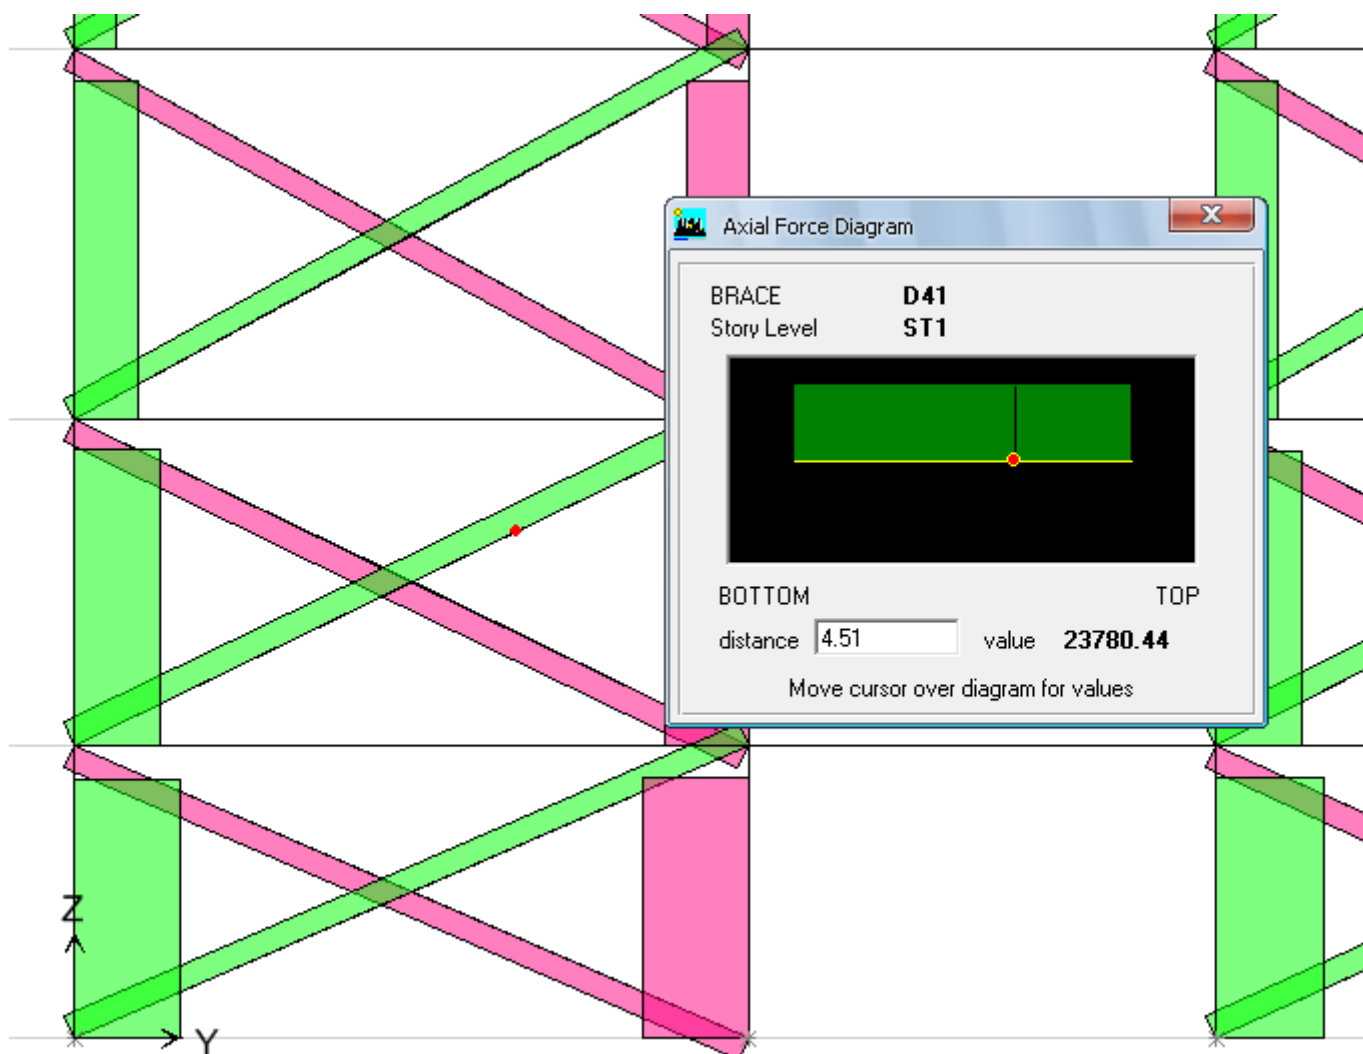 Axial Force Diagram
BRACE D41
Story Level ST1
BOTTOM TOP
distance 4.51 value 23780.44
Move cursor over diagram for values
Z
Y